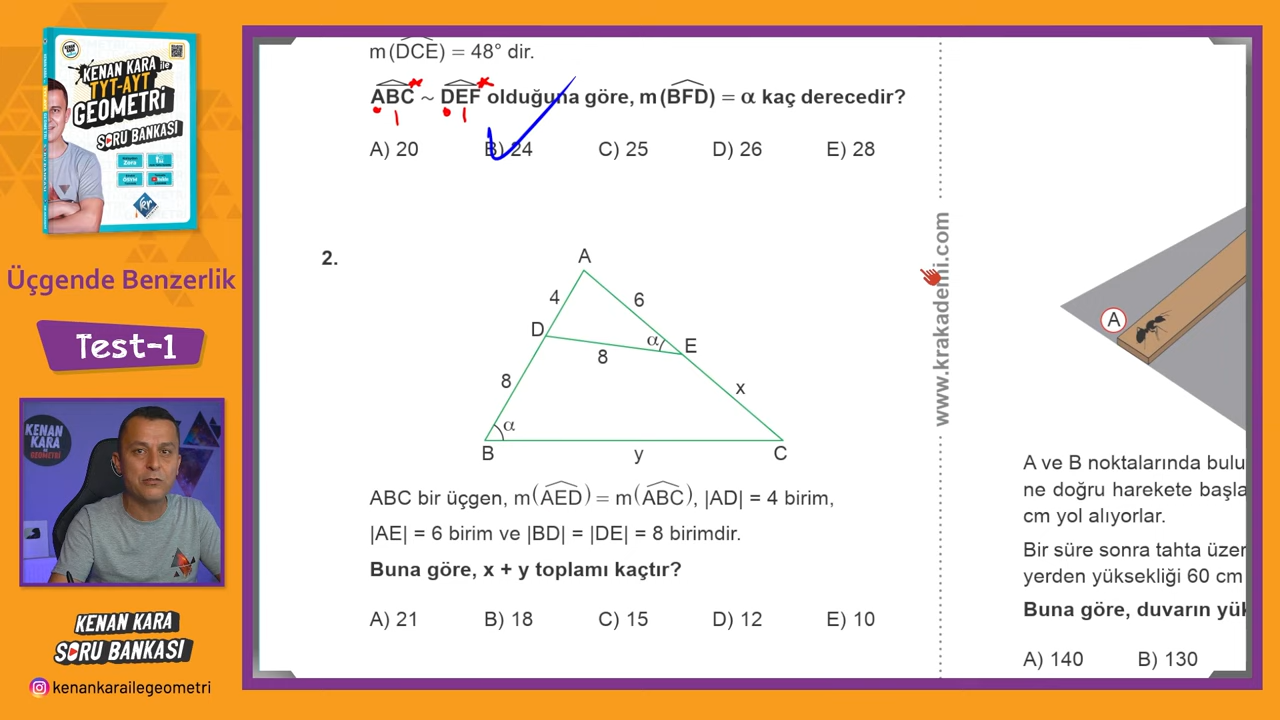 KENAN KARA ile
TYT-AYT
GEOMETRİ
SORU BANKASI
Üçgende Benzerlik
Test-1
KENAN KARA
GEOMETRİ
KENAN KARA
SORU BANKASI
kenankarailegeometri
m(DCE) = 48° dir.
ABC ~ DEF olduğuna göre, m(BFD) = α kaç derecedir?
A) 20 B) 24 C) 25 D) 26 E) 28
2.
A
4
6
D
α
E
8
8
x
α
B
y
C
ABC bir üçgen, m(AED) = m(ABC), |AD| = 4 birim,
|AE| = 6 birim ve |BD| = |DE| = 8 birimdir.
Buna göre, x + y toplamı kaçtır?
A) 21 B) 18 C) 15 D) 12 E) 10
www.krakademi.com
A
A ve B noktalarında bulu
ne doğru harekete başla
cm yol alıyorlar.
Bir süre sonra tahta üzer
yerden yüksekliği 60 cm
Buna göre, duvarın yük
A) 140 B) 130